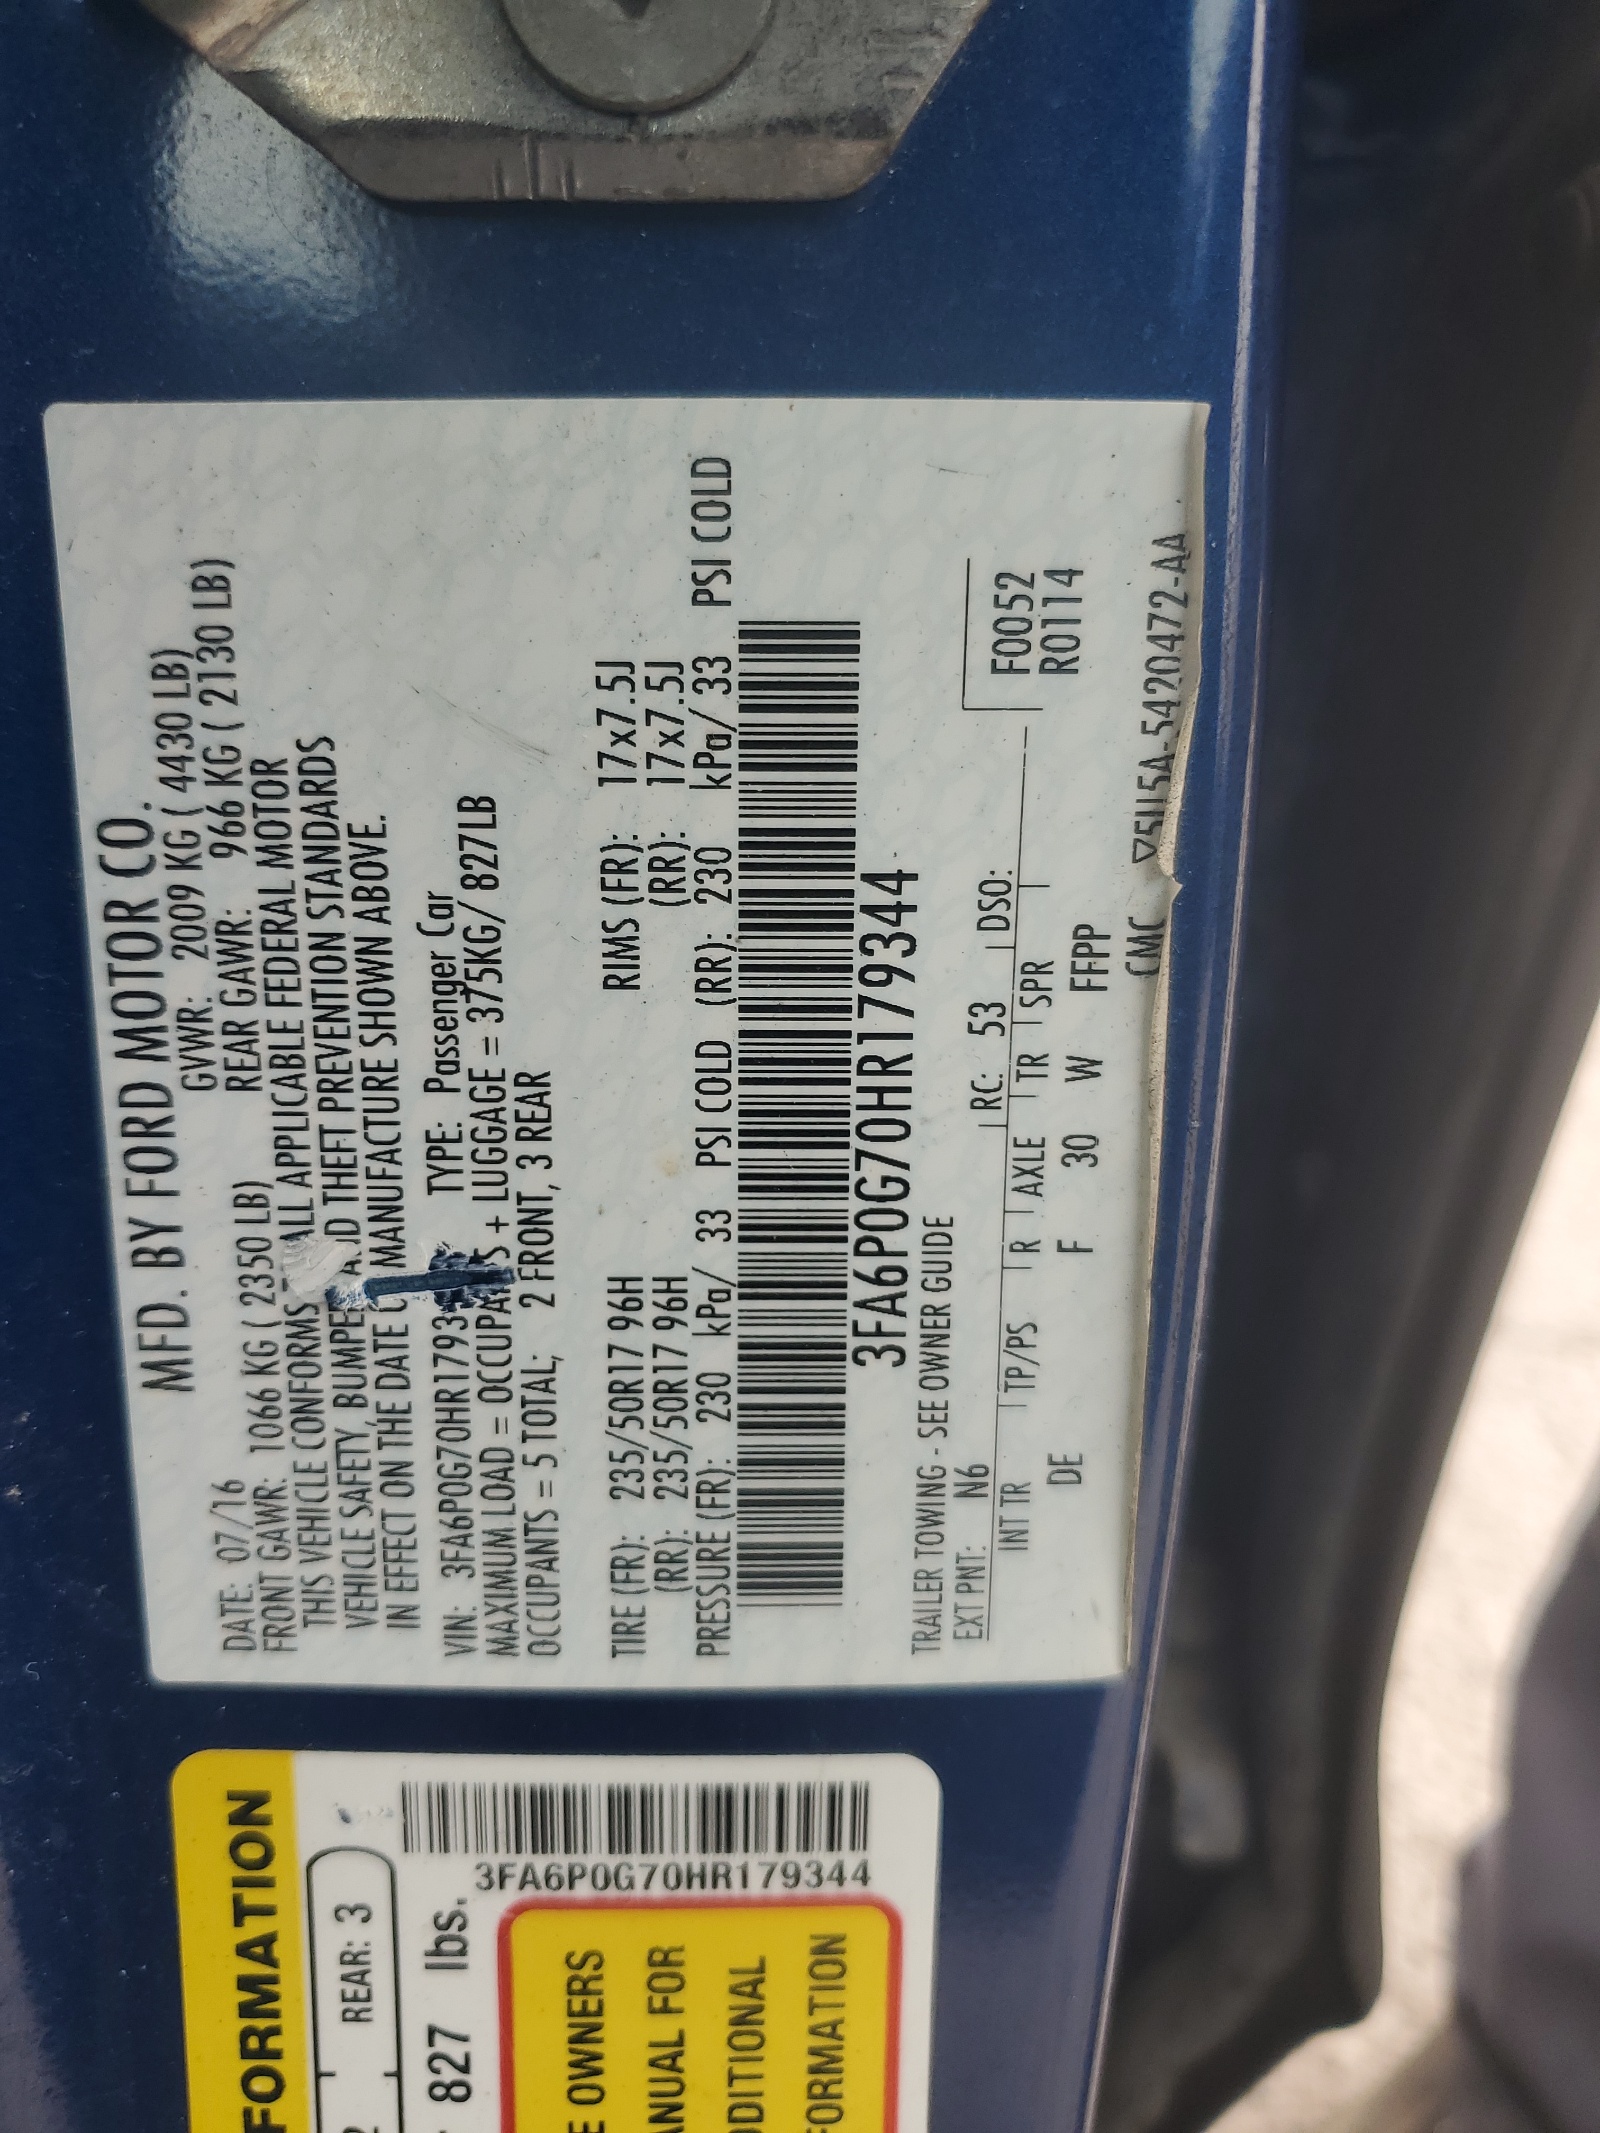 MFD. BY FORD MOTOR CO.
DATE: 07/16 GVWR: 2009 KG ( 4430 LB)
FRONT GAWR: 1066 KG ( 2350 LB) REAR GAWR: 966 KG ( 2130 LB)
THIS VEHICLE CONFORMS ALL APPLICABLE FEDERAL MOTOR
VEHICLE SAFETY, BUMPE THEFT PREVENTION STANDARDS
IN EFFECT ON THE DATE MANUFACTURE SHOWN ABOVE.
VIN: 3FA6P0G70HR1793 TYPE: Passenger Car
MAXIMUM LOAD = OCCUPA S + LUGGAGE = 375KG/ 827LB
OCCUPANTS = 5 TOTAL; 2 FRONT, 3 REAR
TIRE (FR): 235/50R17 96H RIMS (FR): 17x7.5J
(RR): 235/50R17 96H (RR): 17x7.5J
PRESSURE (FR): 230 kPa/ 33 PSI COLD (RR): 230 kPa/ 33 PSI COLD
3FA6P0G70HR179344
TRAILER TOWING - SEE OWNER GUIDE
EXT PNT: N6 RC: 53 DSO:
INT TR TP/PS R AXLE TR SPR
DE F 30 W FFPP
F0052
R0114
CMC ▽5U5A-5420472-AA
FORMATION
REAR: 3
827 lbs.
3FA6P0G70HR179344
E OWNERS
ANUAL FOR
DDITIONAL
FORMATION